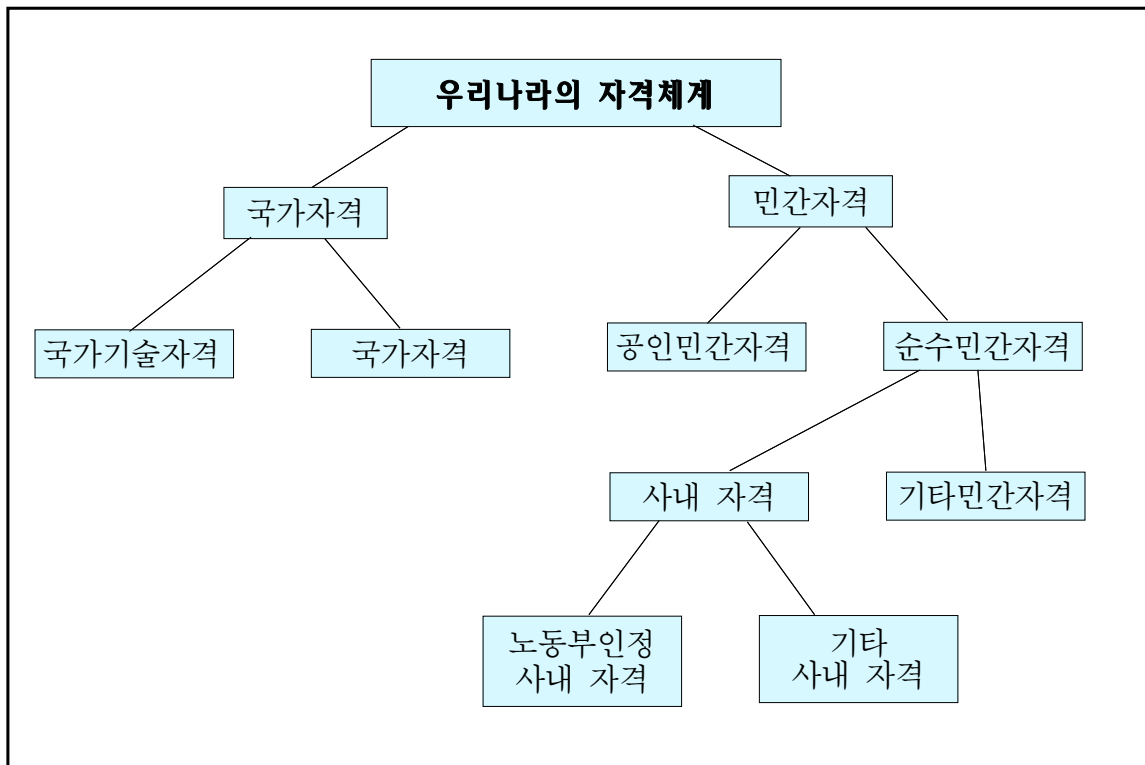 우리나라의 자격체계
국가자격
민간자격
국가기술자격
국가자격
공인민간자격
순수민간자격
사내 자격
기타민간자격
노동부인정
사내 자격
기타
사내 자격